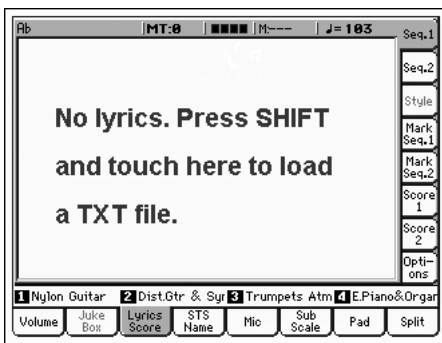 Ab MT:0 M:--- ♩= 103
Seq.1
Seq.2
Style
Mark
Seq.1
Mark
Seq.2
Score
1
Score
2
Opti-
ons
No lyrics. Press SHIFT
and touch here to load
a TXT file.
1 Nylon Guitar 2 Dist.Gtr & Syr 3 Trumpets Atm 4 E.Piano&Organ
Volume Juke Box Lyrics Score STS Name Mic Sub Scale Pad Split